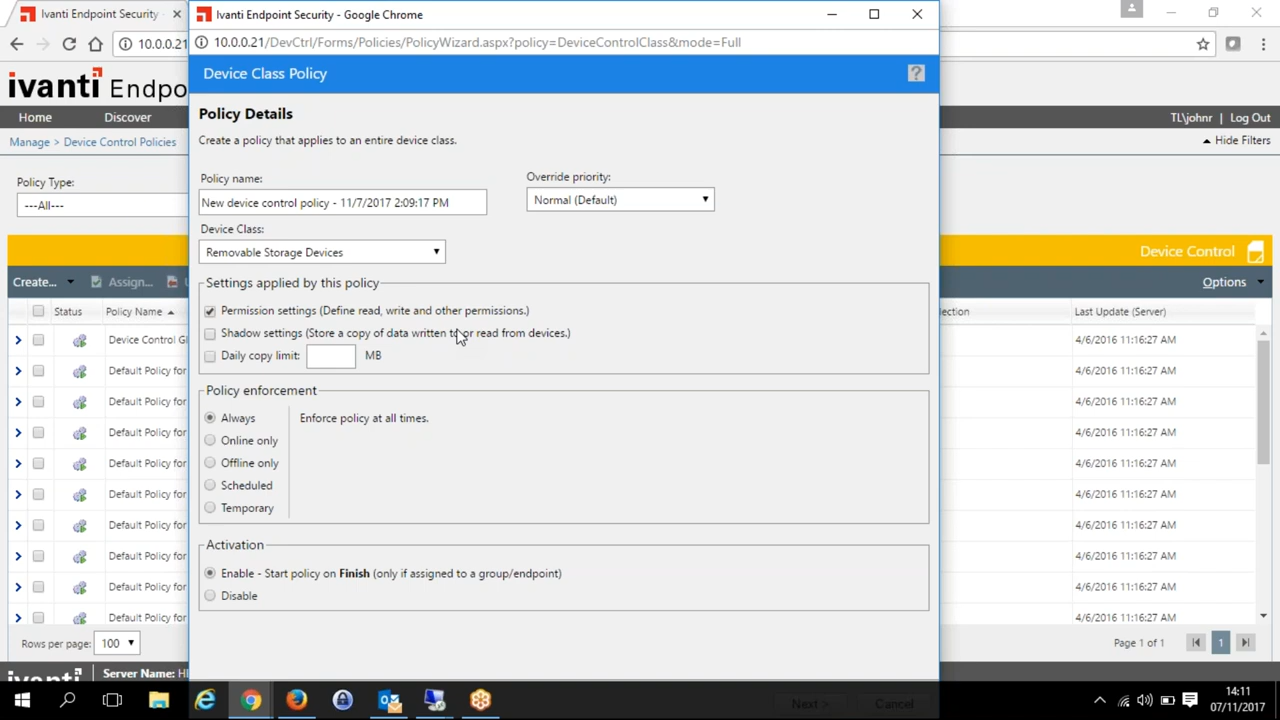 Ivanti Endpoint Security -
Ivanti Endpoint Security - Google Chrome
10.0.0.21
10.0.0.21/DevCtrl/Forms/Policies/PolicyWizard.aspx?policy=DeviceControlClass&mode=Full
ivanti Endpo
Device Class Policy
?
Home
Discover
TL\johnr | Log Out
Manage > Device Control Policies
Hide Filters
Policy Details
Create a policy that applies to an entire device class.
Policy Type:
---All---
Policy name:
Override priority:
New device control policy - 11/7/2017 2:09:17 PM
Normal (Default)
Device Class:
Removable Storage Devices
Device Control
Create...
Assign...
Options
Settings applied by this policy
Permission settings (Define read, write and other permissions.)
Shadow settings (Store a copy of data written to or read from devices.)
Daily copy limit:
MB
Status
Policy Name
Last Update (Server)
Device Control Gl
4/6/2016 11:16:27 AM
Default Policy for
4/6/2016 11:16:27 AM
Default Policy for
4/6/2016 11:16:27 AM
Default Policy for
4/6/2016 11:16:27 AM
Default Policy for
4/6/2016 11:16:27 AM
Default Policy for
4/6/2016 11:16:27 AM
Default Policy for
4/6/2016 11:16:27 AM
Default Policy for
4/6/2016 11:16:27 AM
Default Policy for
4/6/2016 11:16:27 AM
Default Policy for
4/6/2016 11:16:27 AM
Policy enforcement
Always
Enforce policy at all times.
Online only
Offline only
Scheduled
Temporary
Activation
Enable - Start policy on Finish (only if assigned to a group/endpoint)
Disable
Rows per page:
100
Page 1 of 1
1
ivanti
Server Name: HE
Next >
Cancel
14:11
07/11/2017